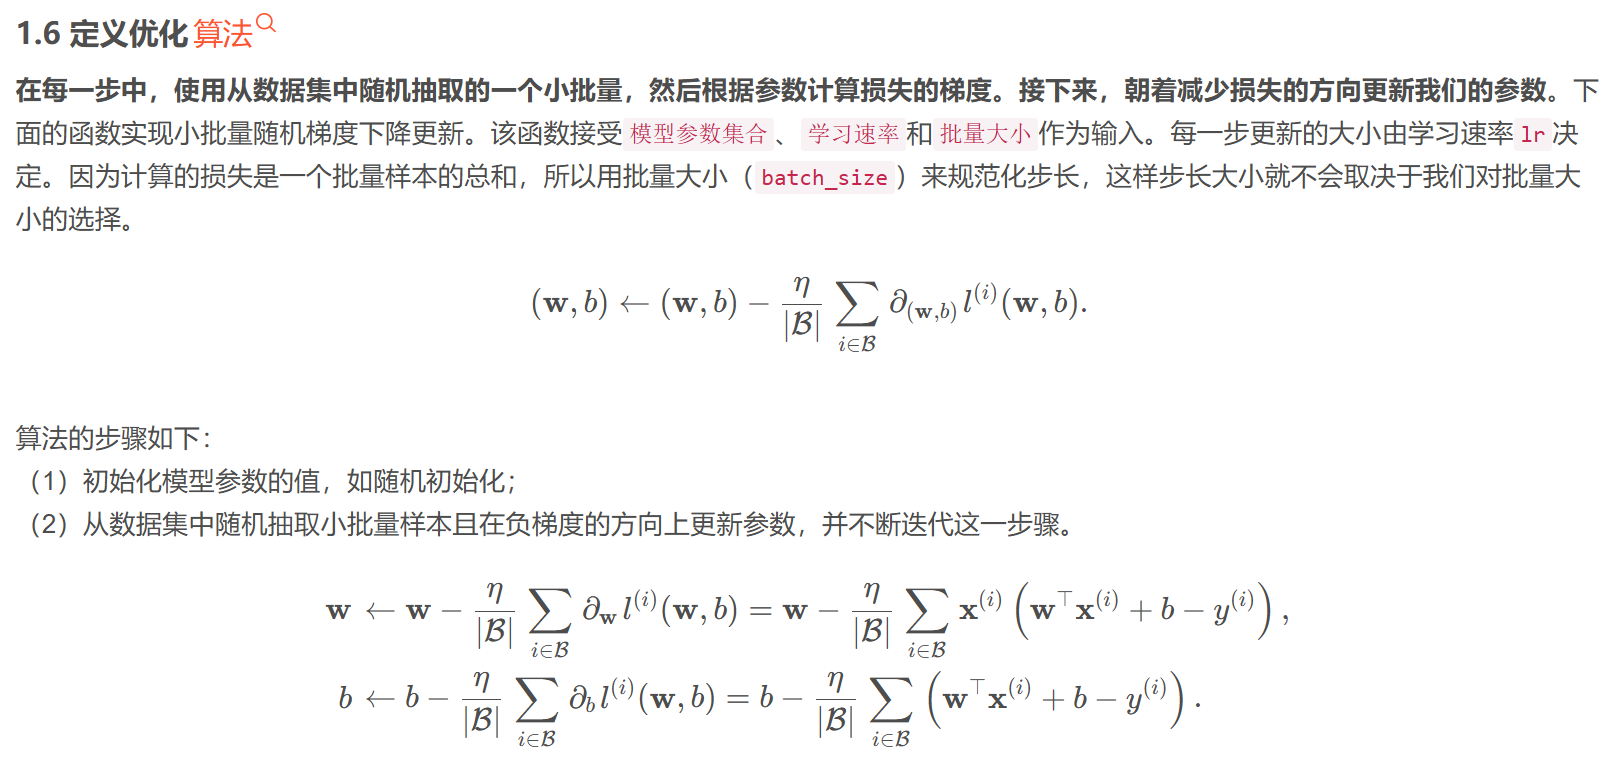 1.6 定义优化算法
在每一步中，使用从数据集中随机抽取的一个小批量，然后根据参数计算损失的梯度。接下来，朝着减少损失的方向更新我们的参数。下
面的函数实现小批量随机梯度下降更新。该函数接受 模型参数集合 、 学习速率 和 批量大小 作为输入。每一步更新的大小由学习速率 lr 决
定。因为计算的损失是一个批量样本的总和，所以用批量大小（ batch_size ）来规范化步长，这样步长大小就不会取决于我们对批量大
小的选择。
$(\mathbf{w}, b) \leftarrow (\mathbf{w}, b) - \frac{\eta}{|\mathcal{B}|} \sum_{i \in \mathcal{B}} \partial_{(\mathbf{w}, b)} l^{(i)}(\mathbf{w}, b).$
算法的步骤如下：
（1）初始化模型参数的值，如随机初始化；
（2）从数据集中随机抽取小批量样本且在负梯度的方向上更新参数，并不断迭代这一步骤。
$\mathbf{w} \leftarrow \mathbf{w} - \frac{\eta}{|\mathcal{B}|} \sum_{i \in \mathcal{B}} \partial_{\mathbf{w}} l^{(i)}(\mathbf{w}, b) = \mathbf{w} - \frac{\eta}{|\mathcal{B}|} \sum_{i \in \mathcal{B}} \mathbf{x}^{(i)} \left( \mathbf{w}^\top \mathbf{x}^{(i)} + b - y^{(i)} \right),$
$b \leftarrow b - \frac{\eta}{|\mathcal{B}|} \sum_{i \in \mathcal{B}} \partial_b l^{(i)}(\mathbf{w}, b) = b - \frac{\eta}{|\mathcal{B}|} \sum_{i \in \mathcal{B}} \left( \mathbf{w}^\top \mathbf{x}^{(i)} + b - y^{(i)} \right).$